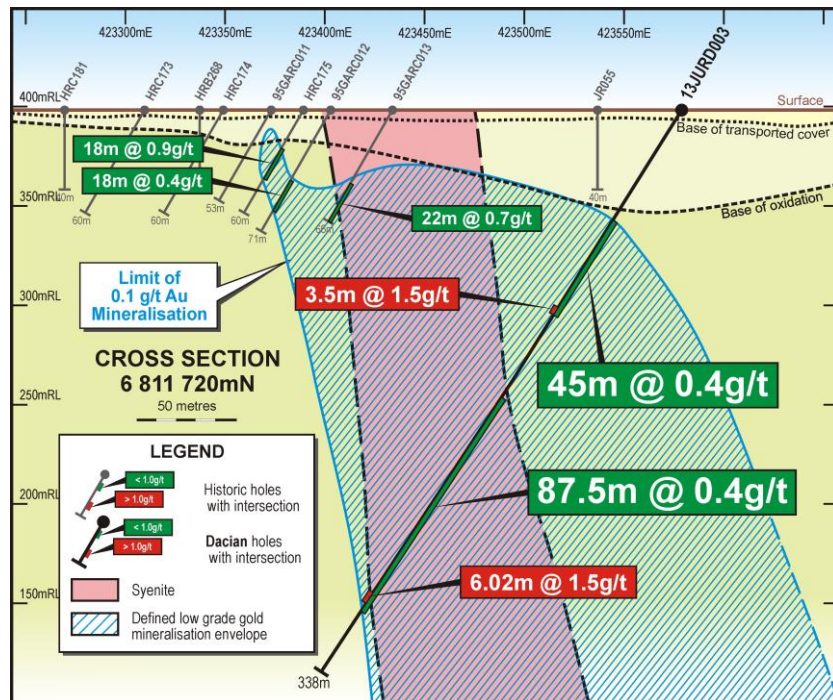 423300mE
423350mE
423400mE
423450mE
423500mE
423550mE
HRC181
HRC173
HRB268
HRC174
95GARC011
HRC175
95GARC012
95GARC013
JR055
13JURD003
400mRL
Surface
Base of transported cover
18m @ 0.9g/t
18m @ 0.4g/t
350mRL
40m
60m
60m
53m
60m
71m
68m
22m @ 0.7g/t
40m
Base of oxidation
Limit of
0.1 g/t Au
Mineralisation
300mRL
3.5m @ 1.5g/t
CROSS SECTION
6 811 720mN
50 metres
45m @ 0.4g/t
250mRL
LEGEND
< 1.0g/t
> 1.0g/t
Historic holes
with intersection
< 1.0g/t
> 1.0g/t
Dacian holes
with intersection
Syenite
Defined low grade gold
mineralisation envelope
200mRL
87.5m @ 0.4g/t
150mRL
6.02m @ 1.5g/t
338m